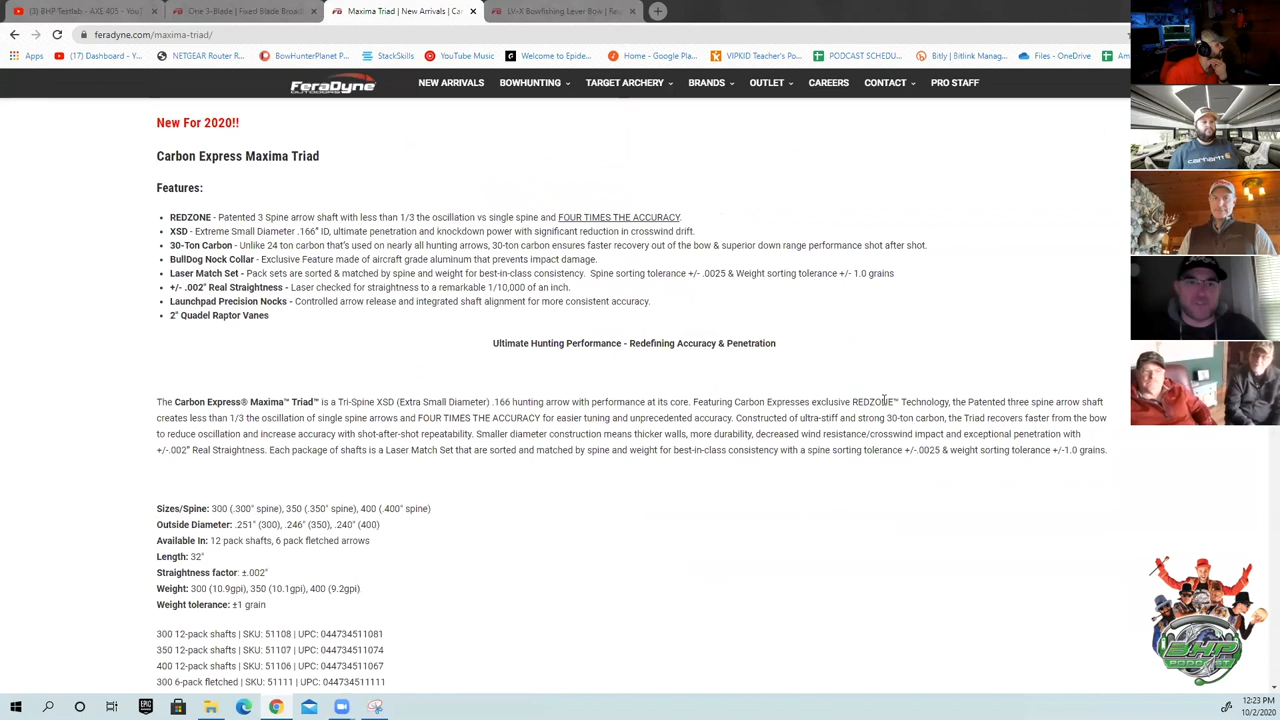 (3) BHP Testlab - AXE 405 - YouT
One 3-Blade | Fixed Blade Broad
Maxima Triad | New Arrivals | Ca
LV-X Bowfishing Lever Bow | Re
feradyne.com/maxima-triad/
Apps
(17) Dashboard - Y...
NETGEAR Router R...
BowHunterPlanet P...
StackSkills
YouTube Music
Welcome to Epide...
Home - Google Pla...
VIPKID Teacher's Po...
PODCAST SCHEDU...
Bitly | Bitlink Manag...
Files - OneDrive
Am
FeraDyne
OUTDOORS
NEW ARRIVALS
BOWHUNTING
TARGET ARCHERY
BRANDS
OUTLET
CAREERS
CONTACT
PRO STAFF
New For 2020!!
Carbon Express Maxima Triad
Features:
REDZONE - Patented 3 Spine arrow shaft with less than 1/3 the oscillation vs single spine and FOUR TIMES THE ACCURACY.
XSD - Extreme Small Diameter .166" ID, ultimate penetration and knockdown power with significant reduction in crosswind drift.
30-Ton Carbon - Unlike 24 ton carbon that's used on nearly all hunting arrows, 30-ton carbon ensures faster recovery out of the bow & superior down range performance shot after shot.
BullDog Nock Collar - Exclusive Feature made of aircraft grade aluminum that prevents impact damage.
Laser Match Set - Pack sets are sorted & matched by spine and weight for best-in-class consistency. Spine sorting tolerance +/- .0025 & Weight sorting tolerance +/- 1.0 grains
+/- .002" Real Straightness - Laser checked for straightness to a remarkable 1/10,000 of an inch.
Launchpad Precision Nocks - Controlled arrow release and integrated shaft alignment for more consistent accuracy.
2" Quadel Raptor Vanes
Ultimate Hunting Performance - Redefining Accuracy & Penetration
The Carbon Express® Maxima™ Triad™ is a Tri-Spine XSD (Extra Small Diameter) .166 hunting arrow with performance at its core. Featuring Carbon Expresses exclusive REDZONE™ Technology, the Patented three spine arrow shaft
creates less than 1/3 the oscillation of single spine arrows and FOUR TIMES THE ACCURACY for easier tuning and unprecedented accuracy. Constructed of ultra-stiff and strong 30-ton carbon, the Triad recovers faster from the bow
to reduce oscillation and increase accuracy with shot-after-shot repeatability. Smaller diameter construction means thicker walls, more durability, decreased wind resistance/crosswind impact and exceptional penetration with
+/-.002" Real Straightness. Each package of shafts is a Laser Match Set that are sorted and matched by spine and weight for best-in-class consistency with a spine sorting tolerance +/-.0025 & weight sorting tolerance +/-1.0 grains.
Sizes/Spine: 300 (.300" spine), 350 (.350" spine), 400 (.400" spine)
Outside Diameter: .251" (300), .246" (350), .240" (400)
Available In: 12 pack shafts, 6 pack fletched arrows
Length: 32"
Straightness factor: ±.002"
Weight: 300 (10.9gpi), 350 (10.1gpi), 400 (9.2gpi)
Weight tolerance: ±1 grain
300 12-pack shafts | SKU: 51108 | UPC: 044734511081
350 12-pack shafts | SKU: 51107 | UPC: 044734511074
400 12-pack shafts | SKU: 51106 | UPC: 044734511067
300 6-pack fletched | SKU: 51111 | UPC: 044734511111
carhartt
BHP
PODCAST
12:23 PM
10/2/2020